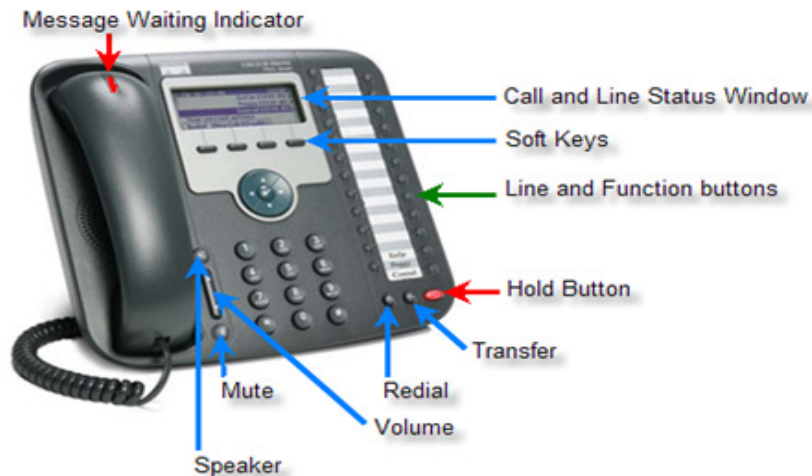 Message Waiting Indicator
Call and Line Status Window
Soft Keys
Line and Function buttons
Hold Button
Transfer
Redial
Mute
Volume
Speaker